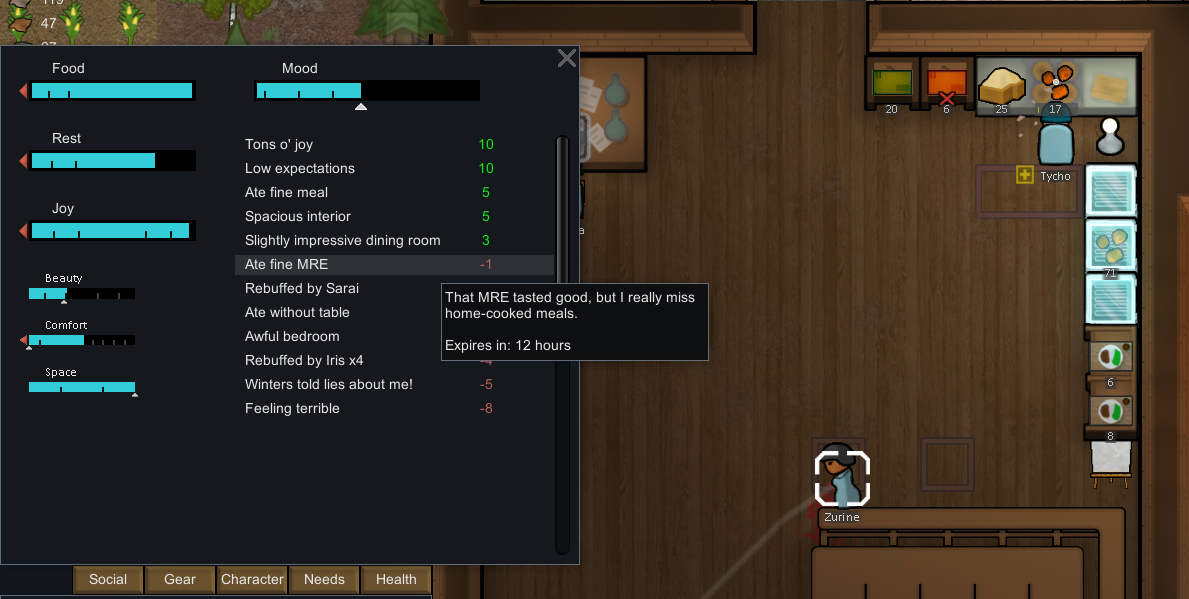 47
Food
Mood
Rest
Joy
Beauty
Comfort
Space
Tons o' joy 10
Low expectations 10
Ate fine meal 5
Spacious interior 5
Slightly impressive dining room 3
Ate fine MRE -1
Rebuffed by Sarai
Ate without table
Awful bedroom
Rebuffed by Iris x4
Winters told lies about me! -5
Feeling terrible -8
That MRE tasted good, but I really miss
home-cooked meals.
Expires in: 12 hours
Social Gear Character Needs Health
20 6 25 17
Tycho
71
6
8
Zurine